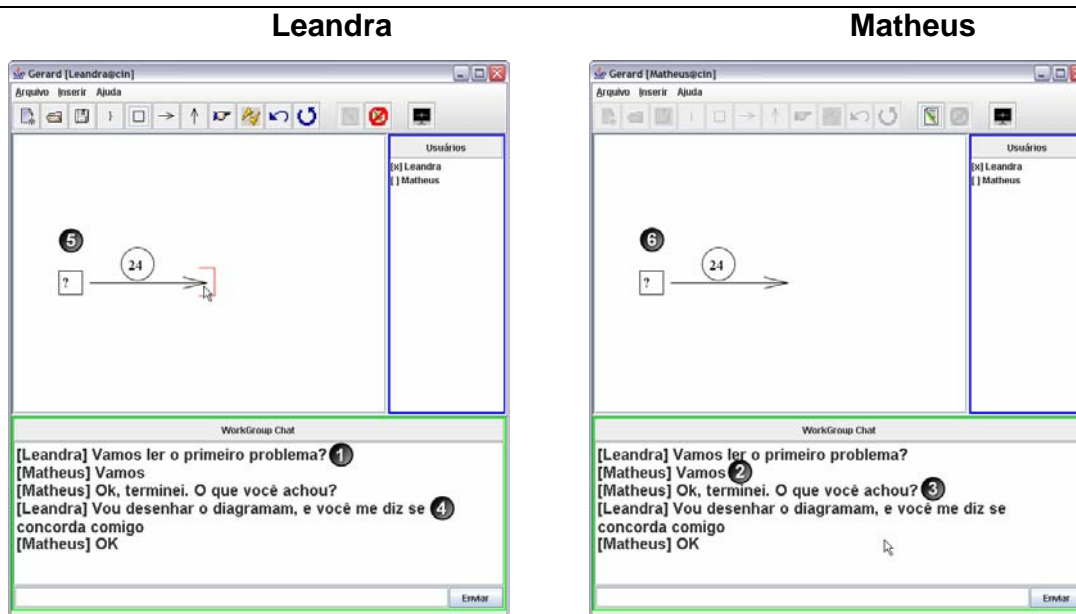 Leandra
Matheus
Gerard [Leandra@cin]
Arquivo Inserir Ajuda
Usuários
[x] Leandra
[ ] Matheus
5
24
?
WorkGroup Chat
[Leandra] Vamos ler o primeiro problema? 1
[Matheus] Vamos
[Matheus] Ok, terminei. O que você achou?
[Leandra] Vou desenhar o diagramam, e você me diz se 4
concorda comigo
[Matheus] OK
Enviar
Gerard [Matheus@cin]
Arquivo Inserir Ajuda
Usuários
[x] Leandra
[ ] Matheus
6
24
?
WorkGroup Chat
[Leandra] Vamos ler o primeiro problema?
[Matheus] Vamos 2
[Matheus] Ok, terminei. O que você achou? 3
[Leandra] Vou desenhar o diagramam, e você me diz se
concorda comigo
[Matheus] OK
Enviar